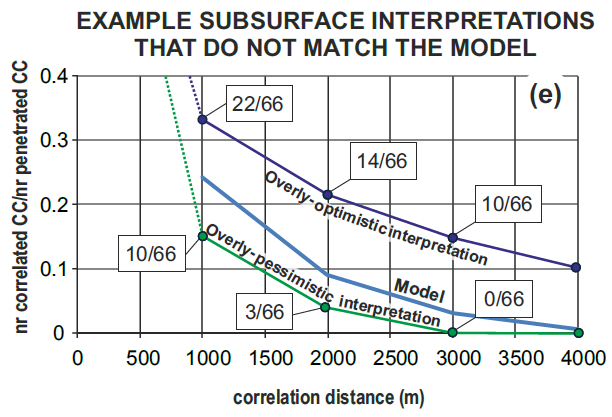 EXAMPLE SUBSURFACE INTERPRETATIONS
THAT DO NOT MATCH THE MODEL
(e)
nr correlated CC/nr penetrated CC
0.4
0.3
0.2
0.1
0
22/66
14/66
10/66
Overly-optimistic interpretation
10/66
Overly-pessimistic interpretation
Model
3/66
0/66
0
500
1000
1500
2000
2500
3000
3500
4000
correlation distance (m)